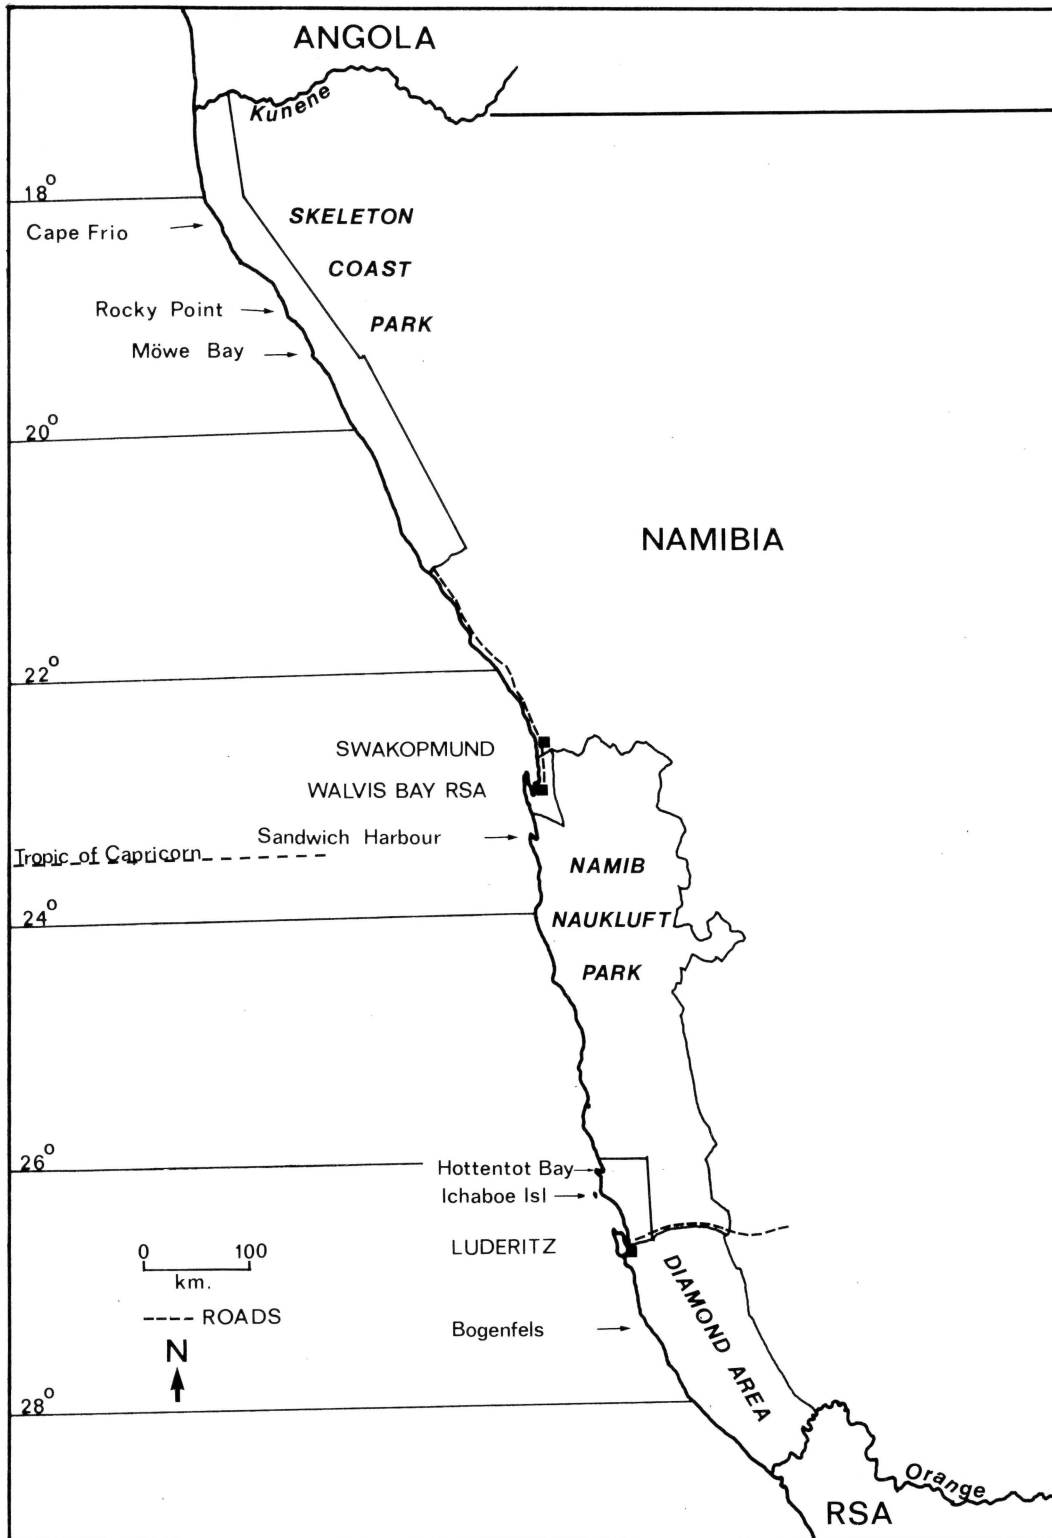 ANGOLA
Kunene
18°
SKELETON
COAST
PARK
Cape Frio
Rocky Point
Möwe Bay
20°
NAMIBIA
22°
SWAKOPMUND
WALVIS BAY RSA
Sandwich Harbour
Tropic of Capricorn
NAMIB
NAUKLUFT
PARK
24°
26°
Hottentot Bay
Ichaboe Isl
LUDERITZ
0 100
km.
ROADS
N
DIAMOND AREA
Bogenfels
28°
Orange
RSA